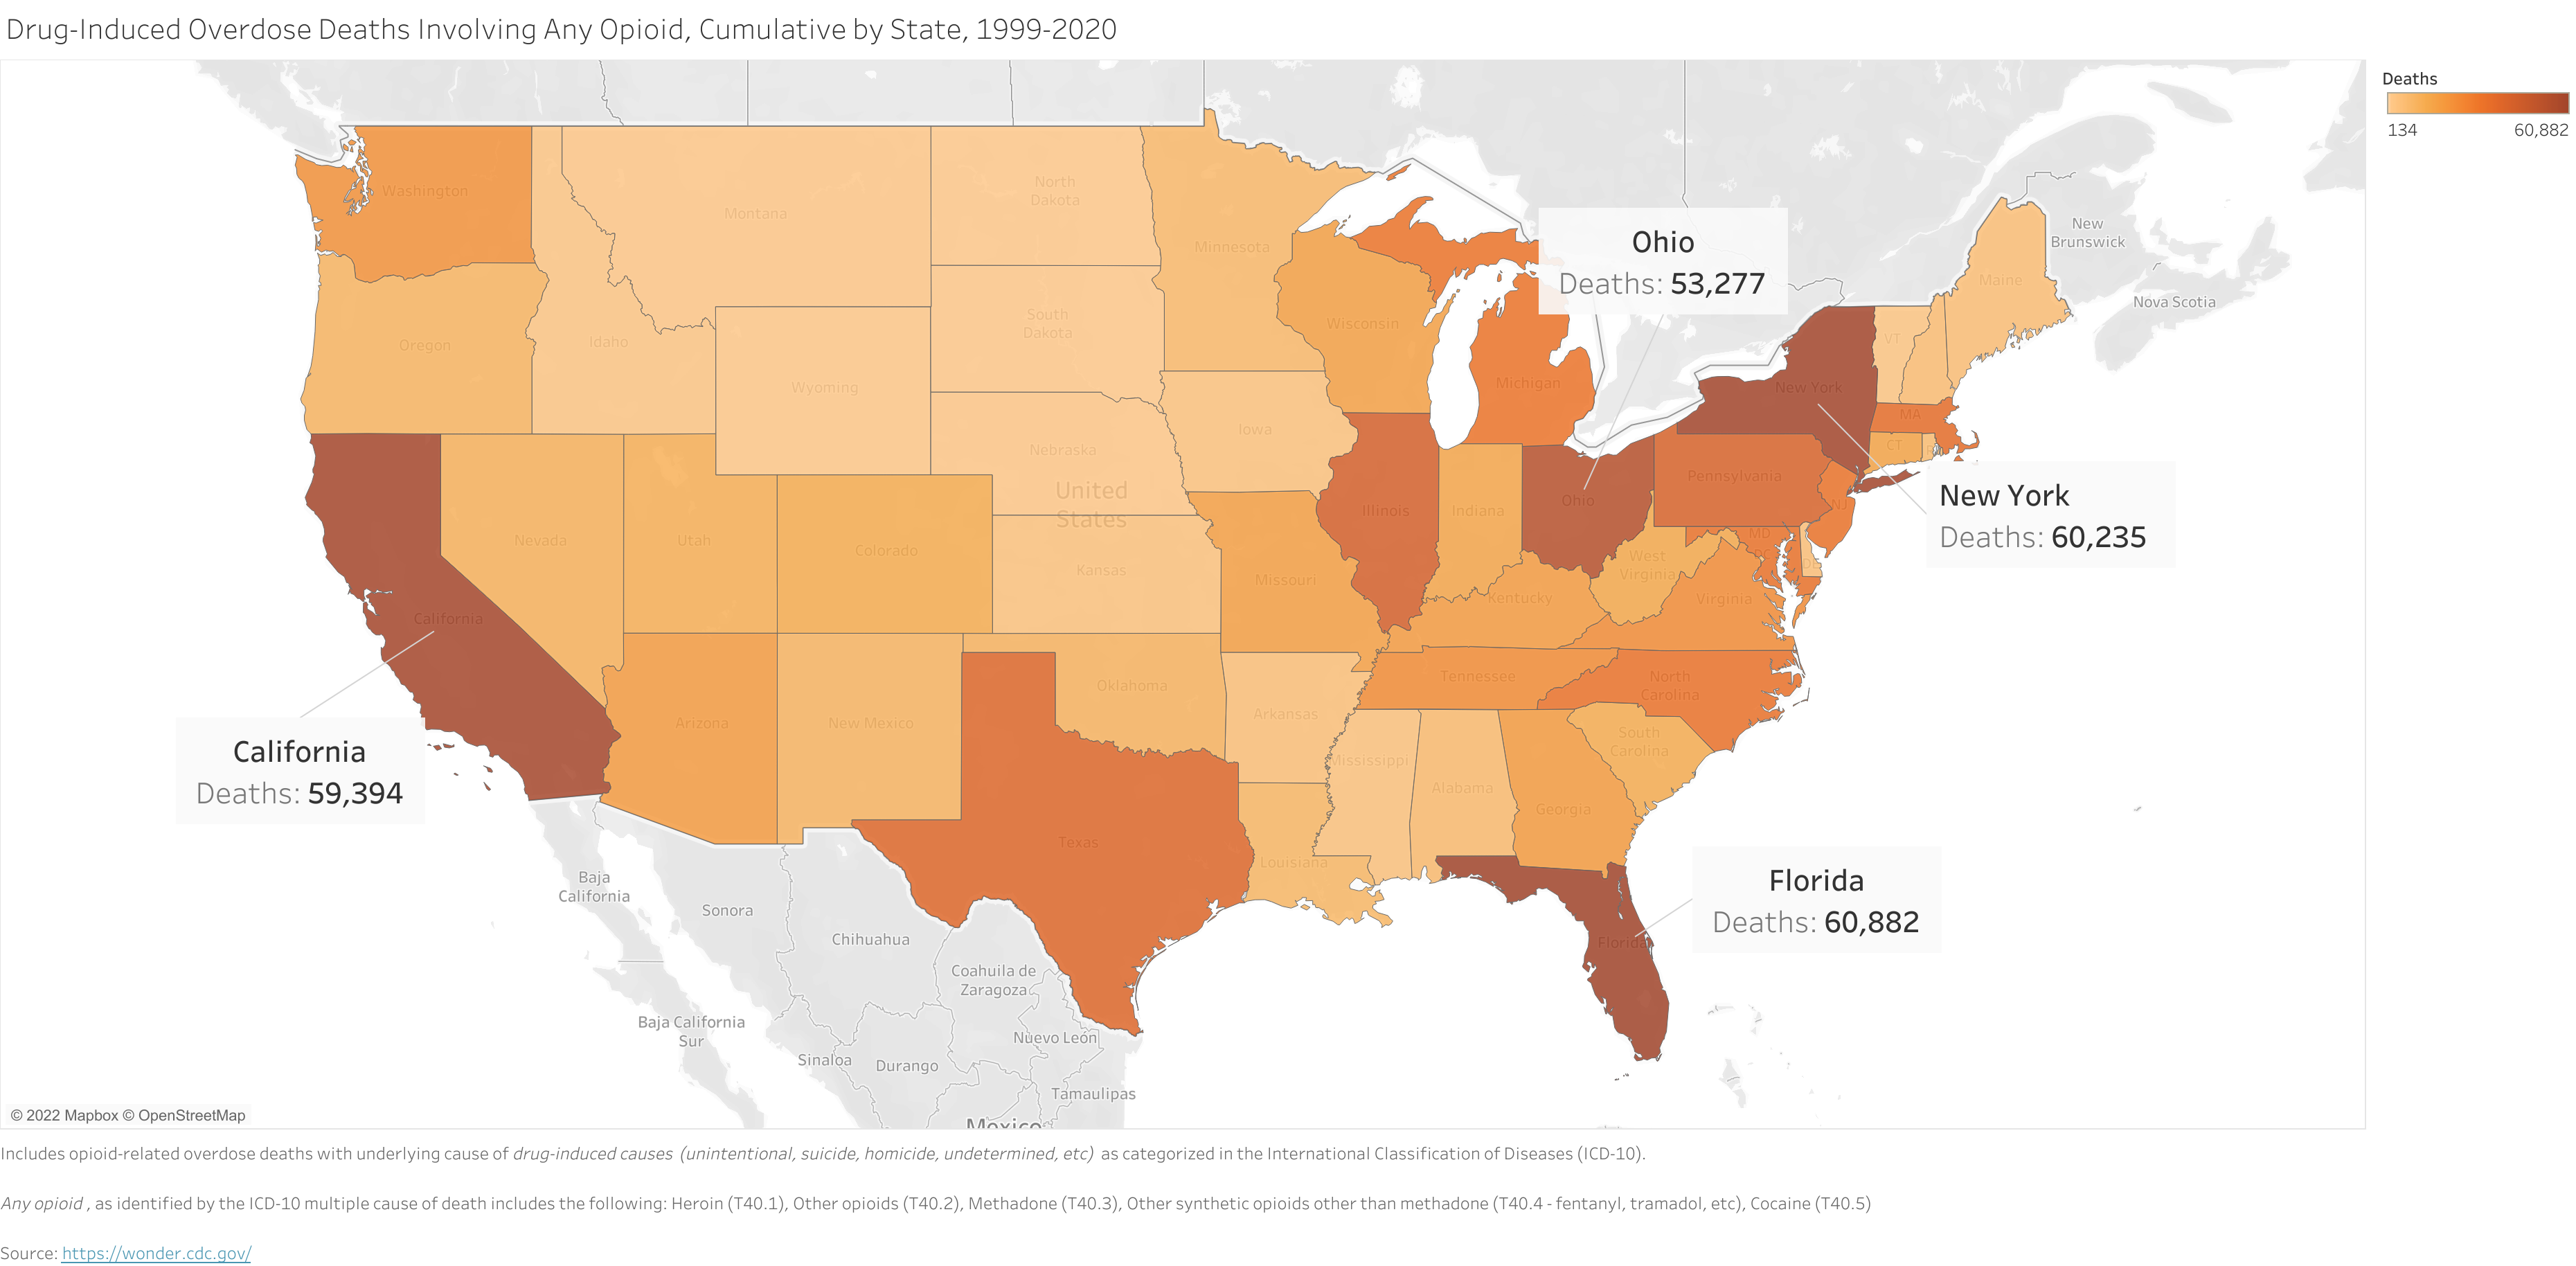 Drug-Induced Overdose Deaths Involving Any Opioid, Cumulative by State, 1999-2020
Deaths
134 60,882
Washington
Montana
North
Dakota
Minnesota
Ohio
Deaths: 53,277
New
Brunswick
Maine
Nova Scotia
Oregon
Idaho
South
Dakota
Wisconsin
VT
Wyoming
Michigan
New York
MA
Nebraska
Iowa
CT
United
States
Illinois
Indiana
Ohio
Pennsylvania
NJ
New York
Deaths: 60,235
Nevada
Utah
Colorado
Kansas
Missouri
West
Virginia
MD
DC
DE
Kentucky
Virginia
California
Oklahoma
Tennessee
North
Carolina
Arizona
New Mexico
Arkansas
South
Carolina
California
Deaths: 59,394
Mississippi
Alabama
Georgia
Texas
Louisiana
Florida
Deaths: 60,882
Florida
Baja
California
Sonora
Chihuahua
Coahuila de
Zaragoza
Baja California
Sur
Nuevo León
Sinaloa
Durango
Tamaulipas
Mexico
© 2022 Mapbox © OpenStreetMap
Includes opioid-related overdose deaths with underlying cause of drug-induced causes (unintentional, suicide, homicide, undetermined, etc) as categorized in the International Classification of Diseases (ICD-10).
Any opioid , as identified by the ICD-10 multiple cause of death includes the following: Heroin (T40.1), Other opioids (T40.2), Methadone (T40.3), Other synthetic opioids other than methadone (T40.4 - fentanyl, tramadol, etc), Cocaine (T40.5)
Source: https://wonder.cdc.gov/